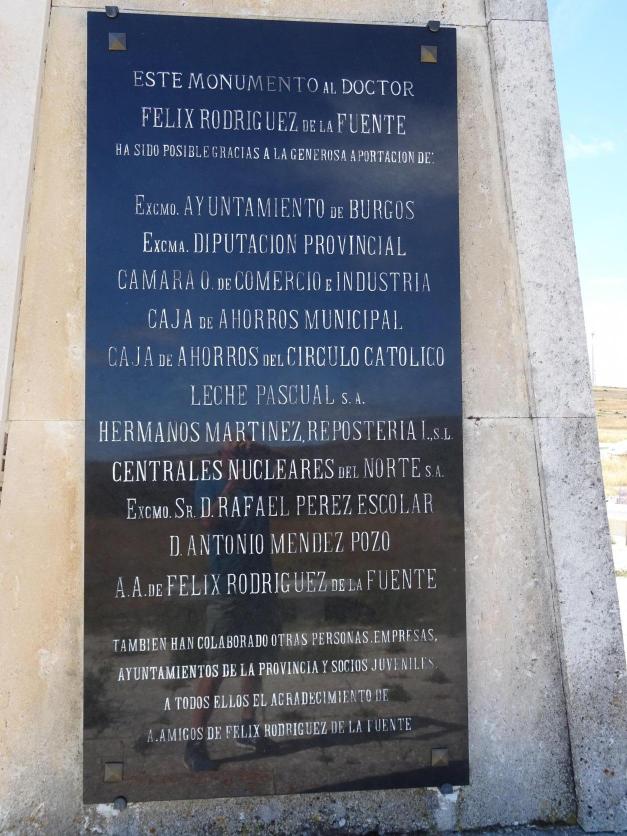 ESTE MONUMENTO AL DOCTOR
FELIX RODRIGUEZ DE LA FUENTE
HA SIDO POSIBLE GRACIAS A LA GENEROSA APORTACION DE:
EXCMO. AYUNTAMIENTO DE BURGOS
EXCMA. DIPUTACION PROVINCIAL
CAMARA O. DE COMERCIO E INDUSTRIA
CAJA DE AHORROS MUNICIPAL
CAJA DE AHORROS DEL CIRCULO CATOLICO
LECHE PASCUAL S.A.
HERMANOS MARTINEZ, REPOSTERIA I., S.L.
CENTRALES NUCLEARES DEL NORTE S.A.
EXCMO. SR. D. RAFAEL PEREZ ESCOLAR
D. ANTONIO MENDEZ POZO
A.A. DE FELIX RODRIGUEZ DE LA FUENTE
TAMBIEN HAN COLABORADO OTRAS PERSONAS, EMPRESAS,
AYUNTAMIENTOS DE LA PROVINCIA Y SOCIOS JUVENILES.
A TODOS ELLOS EL AGRADECIMIENTO DE
A. AMIGOS DE FELIX RODRIGUEZ DE LA FUENTE